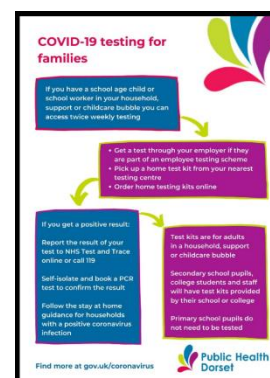 COVID-19 testing for
families
If you have a school age child or
school worker in your household,
support or childcare bubble you can
access twice weekly testing
• Get a test through your employer if they
are part of an employee testing scheme
• Pick up a home test kit from your nearest
testing centre
• Order home testing kits online
If you get a positive result:
Report the result of your
test to NHS Test and Trace
online or call 119
Self-isolate and book a PCR
test to confirm the result
Follow the stay at home
guidance for households
with a positive coronavirus
infection
Test kits are for adults
in a household, support
or childcare bubble
Secondary school pupils,
college students and staff
will have test kits provided
by their school or college
Primary school pupils do
not need to be tested
Find more at gov.uk/coronavirus
Public Health
Dorset